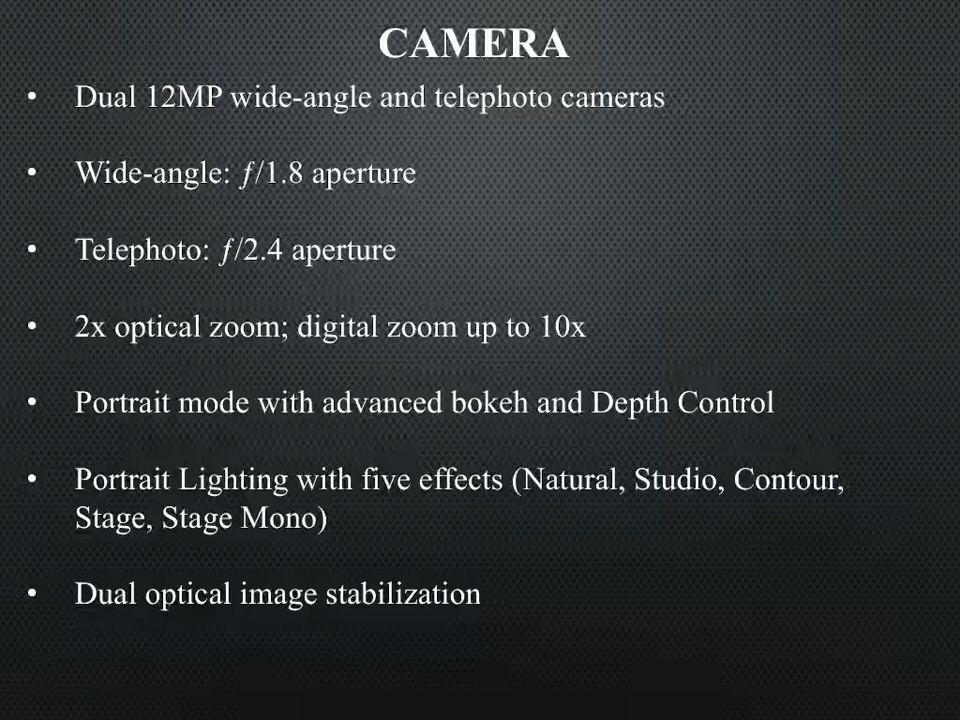 CAMERA
• Dual 12MP wide-angle and telephoto cameras
• Wide-angle: ƒ/1.8 aperture
• Telephoto: ƒ/2.4 aperture
• 2x optical zoom; digital zoom up to 10x
• Portrait mode with advanced bokeh and Depth Control
• Portrait Lighting with five effects (Natural, Studio, Contour,
Stage, Stage Mono)
• Dual optical image stabilization